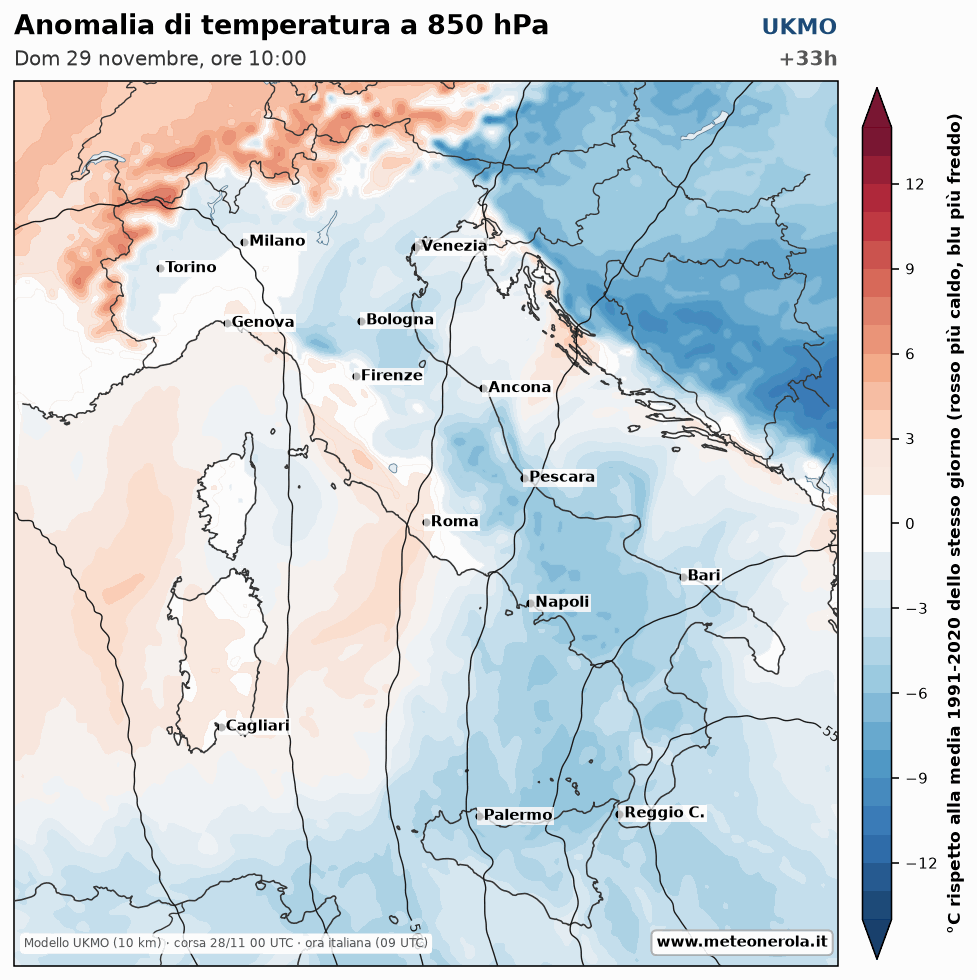 Anomalia di temperatura a 850 hPa
UKMO
Dom 29 novembre, ore 10:00
+33h
Milano
Venezia
Torino
Genova
Bologna
Firenze
Ancona
Pescara
Roma
Bari
Napoli
Cagliari
Palermo
Reggio C.
55
Modello UKMO (10 km) · corsa 28/11 00 UTC · ora italiana (09 UTC)
www.meteonerola.it
12
9
6
3
0
−3
−6
−9
−12
°C rispetto alla media 1991-2020 dello stesso giorno (rosso più caldo, blu più freddo)